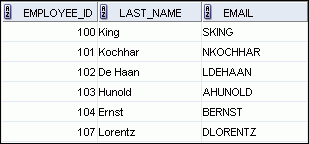 EMPLOYEE_ID LAST_NAME EMAIL
100 King SKING
101 Kochhar NKOCHHAR
102 De Haan LDEHAAN
103 Hunold AHUNOLD
104 Ernst BERNST
107 Lorentz DLORENTZ